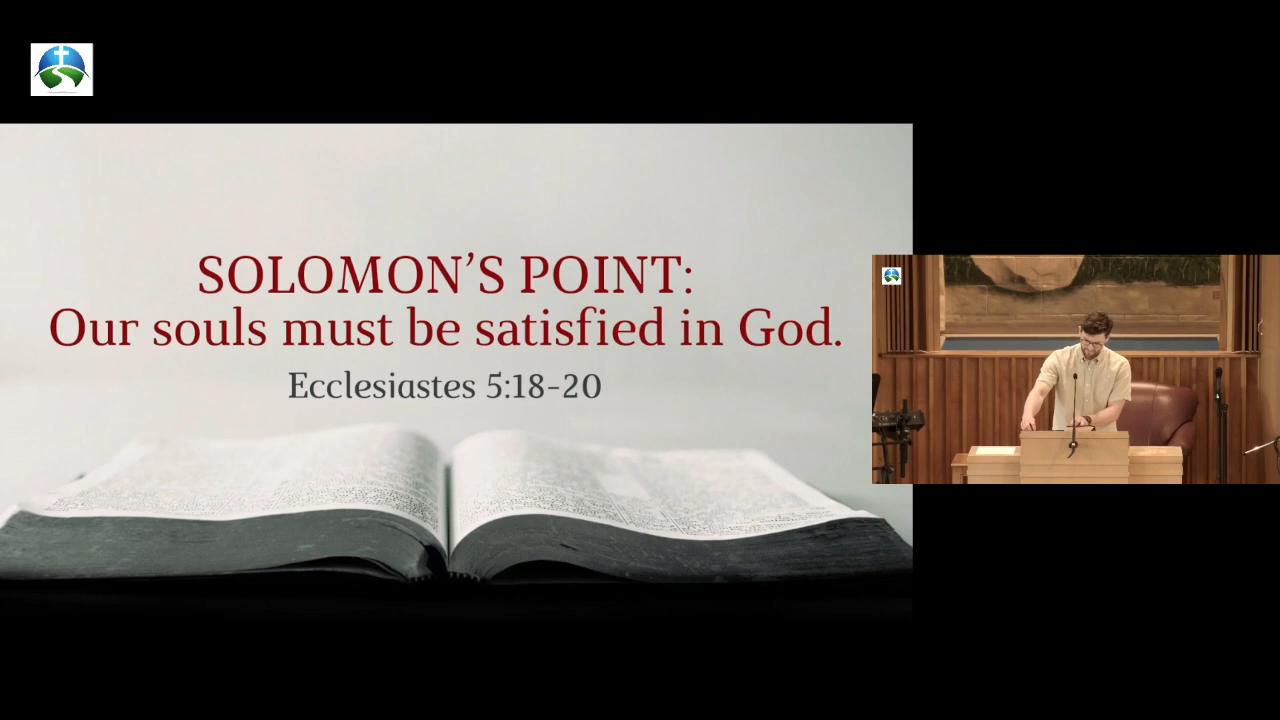 SOLOMON’S POINT:
Our souls must be satisfied in God.
Ecclesiastes 5:18-20